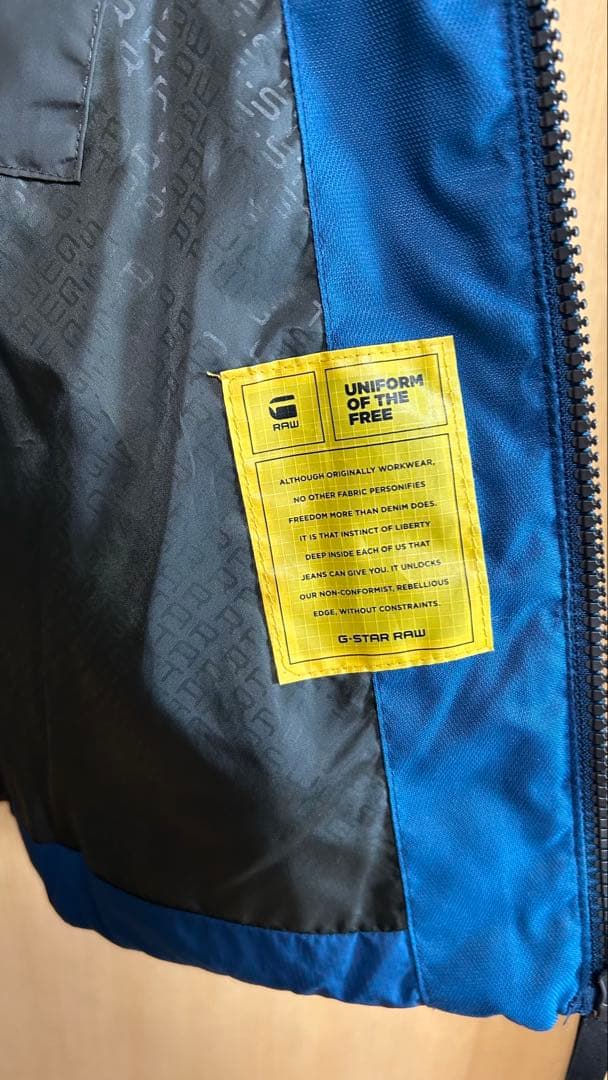 RAW
UNIFORM
OF THE
FREE
ALTHOUGH ORIGINALLY WORKWEAR,
NO OTHER FABRIC PERSONIFIES
FREEDOM MORE THAN DENIM DOES.
IT IS THAT INSTINCT OF LIBERTY
DEEP INSIDE EACH OF US THAT
JEANS CAN GIVE YOU. IT UNLOCKS
OUR NON-CONFORMIST, REBELLIOUS
EDGE, WITHOUT CONSTRAINTS.
G-STAR RAW